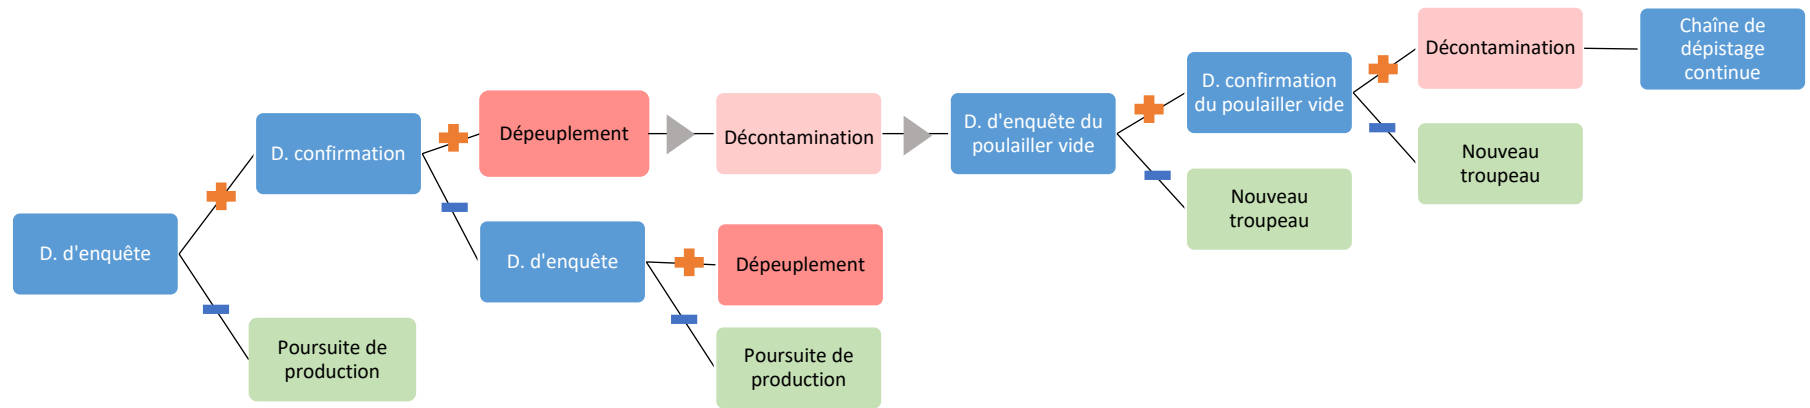 D. d'enquête
D. confirmation
Poursuite de
production
Dépeuplement
D. d'enquête
Décontamination
Dépeuplement
Poursuite de
production
D. d'enquête du
poulailler vide
D. confirmation
du poulailler vide
Nouveau
troupeau
Décontamination
Nouveau
troupeau
Chaîne de
dépistage
continue